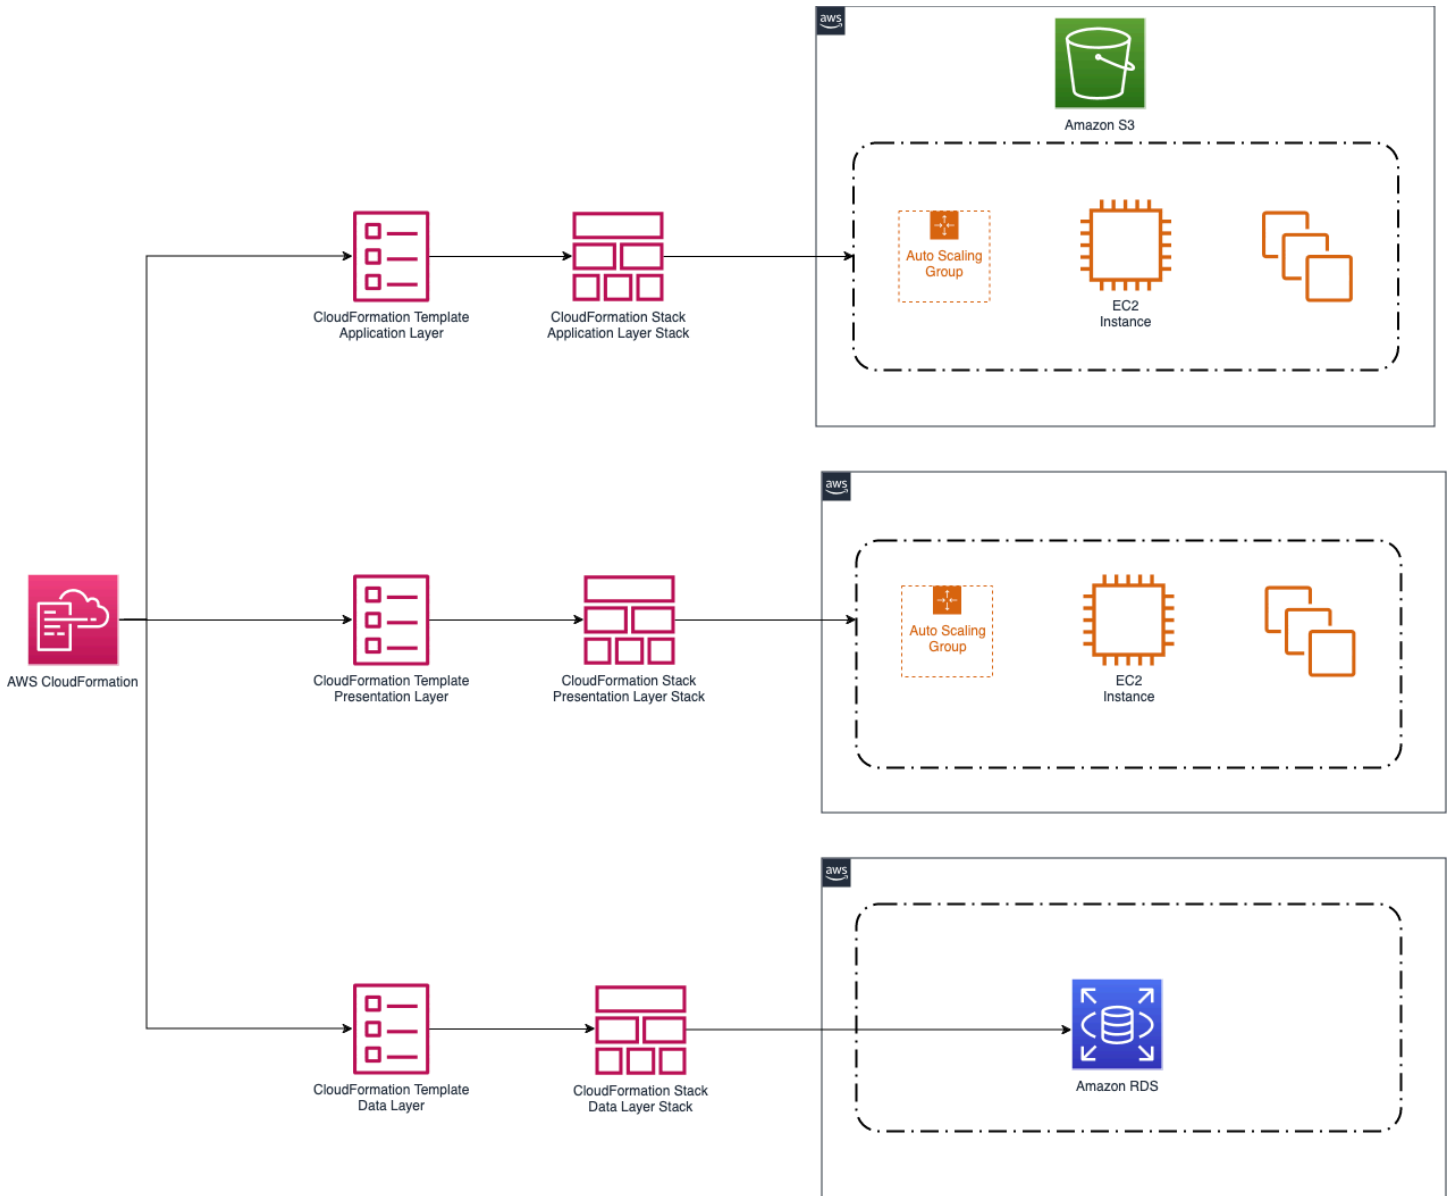 aws
Amazon S3
Auto Scaling
Group
EC2
Instance
CloudFormation Template
Application Layer
CloudFormation Stack
Application Layer Stack
aws
Auto Scaling
Group
EC2
Instance
AWS CloudFormation
CloudFormation Template
Presentation Layer
CloudFormation Stack
Presentation Layer Stack
aws
Amazon RDS
CloudFormation Template
Data Layer
CloudFormation Stack
Data Layer Stack